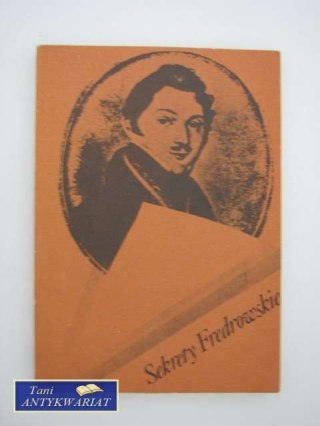 Sekrety Fredrowskie
Tani
ANTYKWARIAT